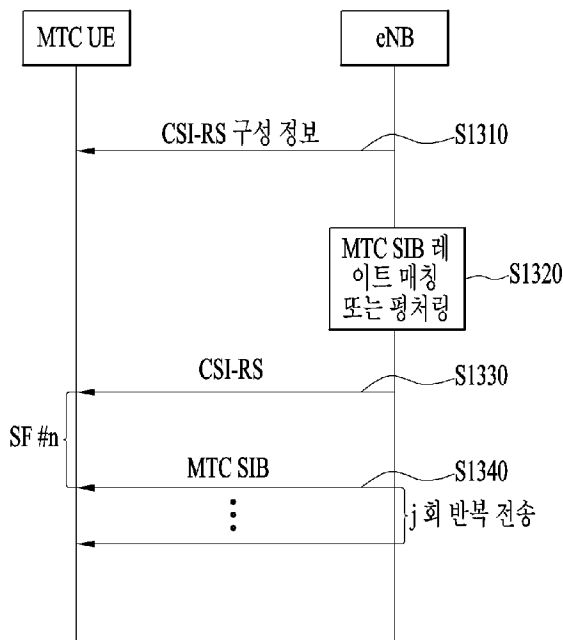 MTC UE
eNB
CSI-RS 구성 정보
S1310
MTC SIB 레
이트 매칭
또는 펑처링
S1320
CSI-RS
S1330
SF #n
MTC SIB
S1340
j회 반복 전송